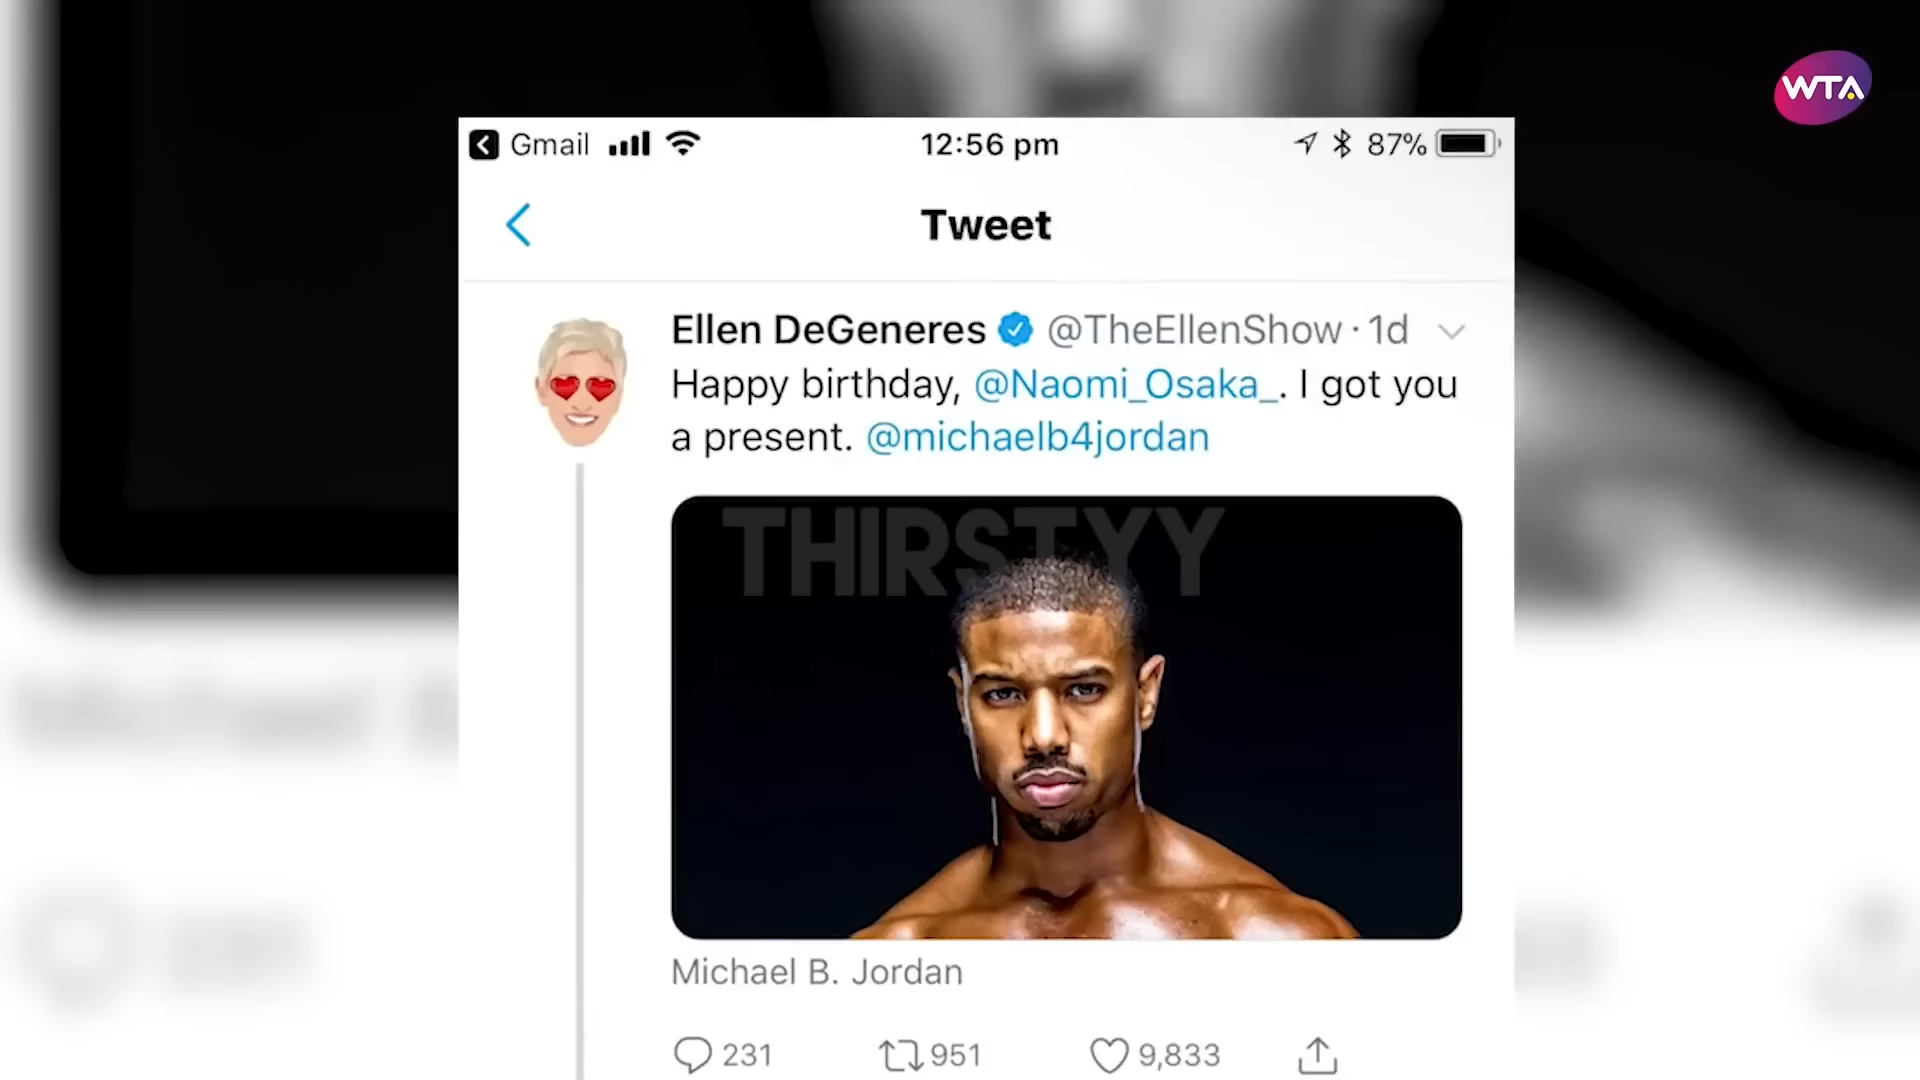 WTA
Gmail 12:56 pm 87%
Tweet
Ellen DeGeneres @TheEllenShow · 1d
Happy birthday, @Naomi_Osaka_. I got you
a present. @michaelb4jordan
THIRSTYY
Michael B. Jordan
231 951 9,833